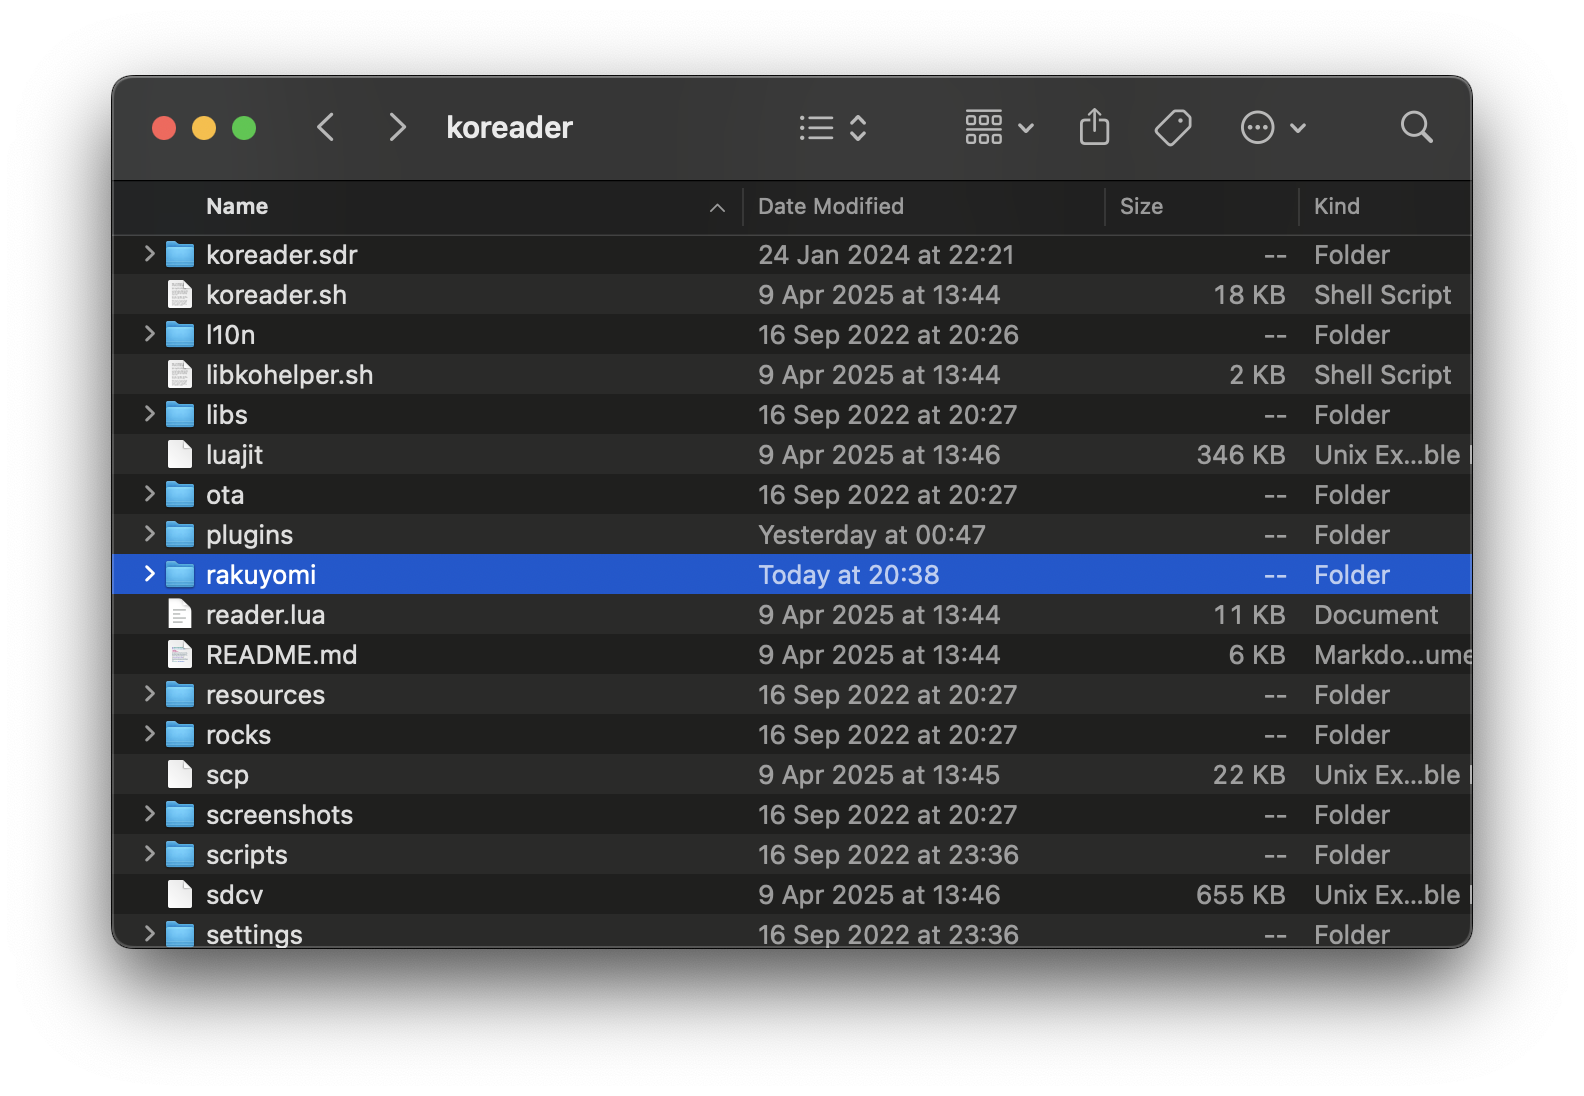 koreader
Name Date Modified Size Kind
koreader.sdr 24 Jan 2024 at 22:21 -- Folder
koreader.sh 9 Apr 2025 at 13:44 18 KB Shell Script
l10n 16 Sep 2022 at 20:26 -- Folder
libkohelper.sh 9 Apr 2025 at 13:44 2 KB Shell Script
libs 16 Sep 2022 at 20:27 -- Folder
luajit 9 Apr 2025 at 13:46 346 KB Unix Ex...ble
ota 16 Sep 2022 at 20:27 -- Folder
plugins Yesterday at 00:47 -- Folder
rakuyomi Today at 20:38 -- Folder
reader.lua 9 Apr 2025 at 13:44 11 KB Document
README.md 9 Apr 2025 at 13:44 6 KB Markdo...ume
resources 16 Sep 2022 at 20:27 -- Folder
rocks 16 Sep 2022 at 20:27 -- Folder
scp 9 Apr 2025 at 13:45 22 KB Unix Ex...ble
screenshots 16 Sep 2022 at 20:27 -- Folder
scripts 16 Sep 2022 at 23:36 -- Folder
sdcv 9 Apr 2025 at 13:46 655 KB Unix Ex...ble
settings 16 Sep 2022 at 23:36 -- Folder